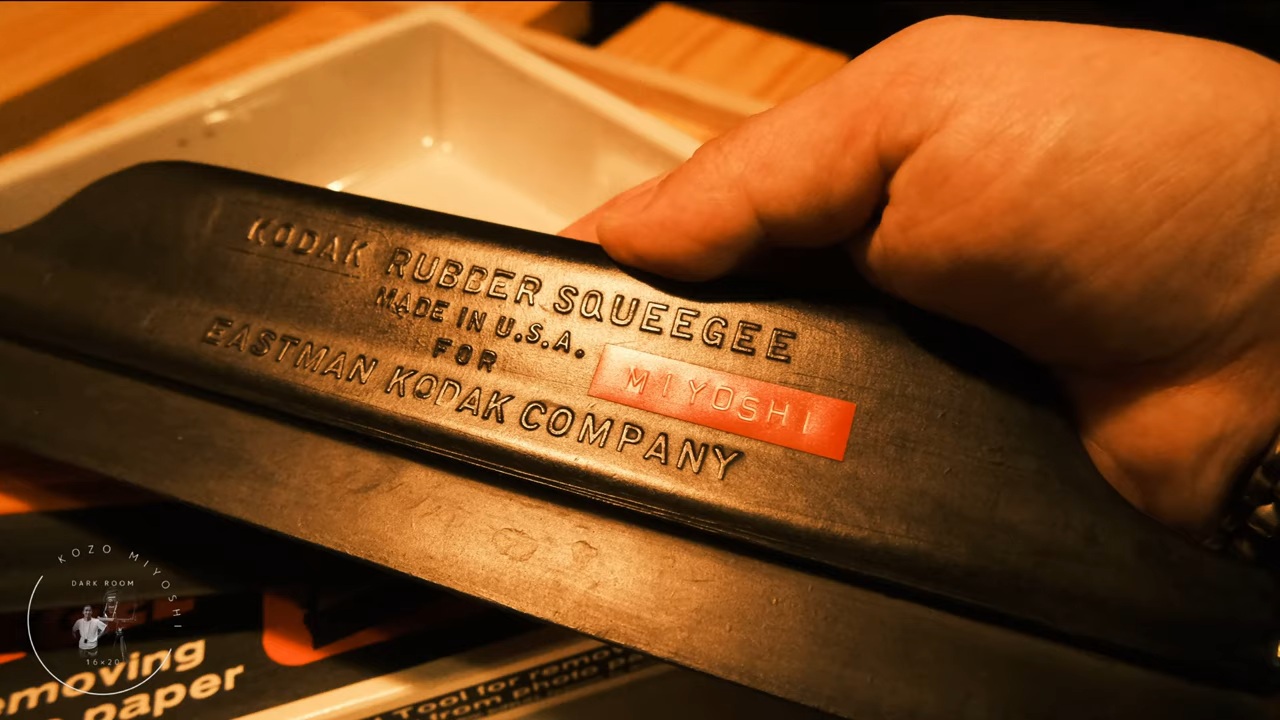 KODAK RUBBER SQUEEGEE
MADE IN U.S.A.
FOR
EASTMAN KODAK COMPANY
MIYOSHI
KOZO MIYOSHI
DARK ROOM
16×20
emoving
paper
Tool for remov
from photo pa